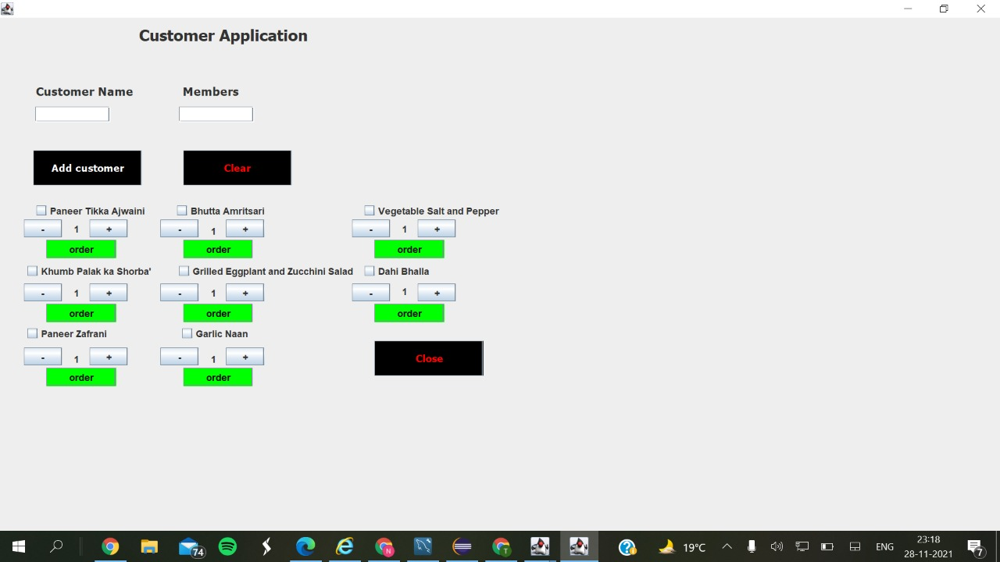 Customer Application
Customer Name Members
Add customer Clear
Paneer Tikka Ajwaini Bhutta Amritsari Vegetable Salt and Pepper
- 1 + - 1 + - 1 +
order order order
Khumb Palak ka Shorba' Grilled Eggplant and Zucchini Salad Dahi Bhalla
- 1 + - 1 + - 1 +
order order order
Paneer Zafrani Garlic Naan
- 1 + - 1 + Close
order order
74 N T 19°C ENG 23:18
28-11-2021 7